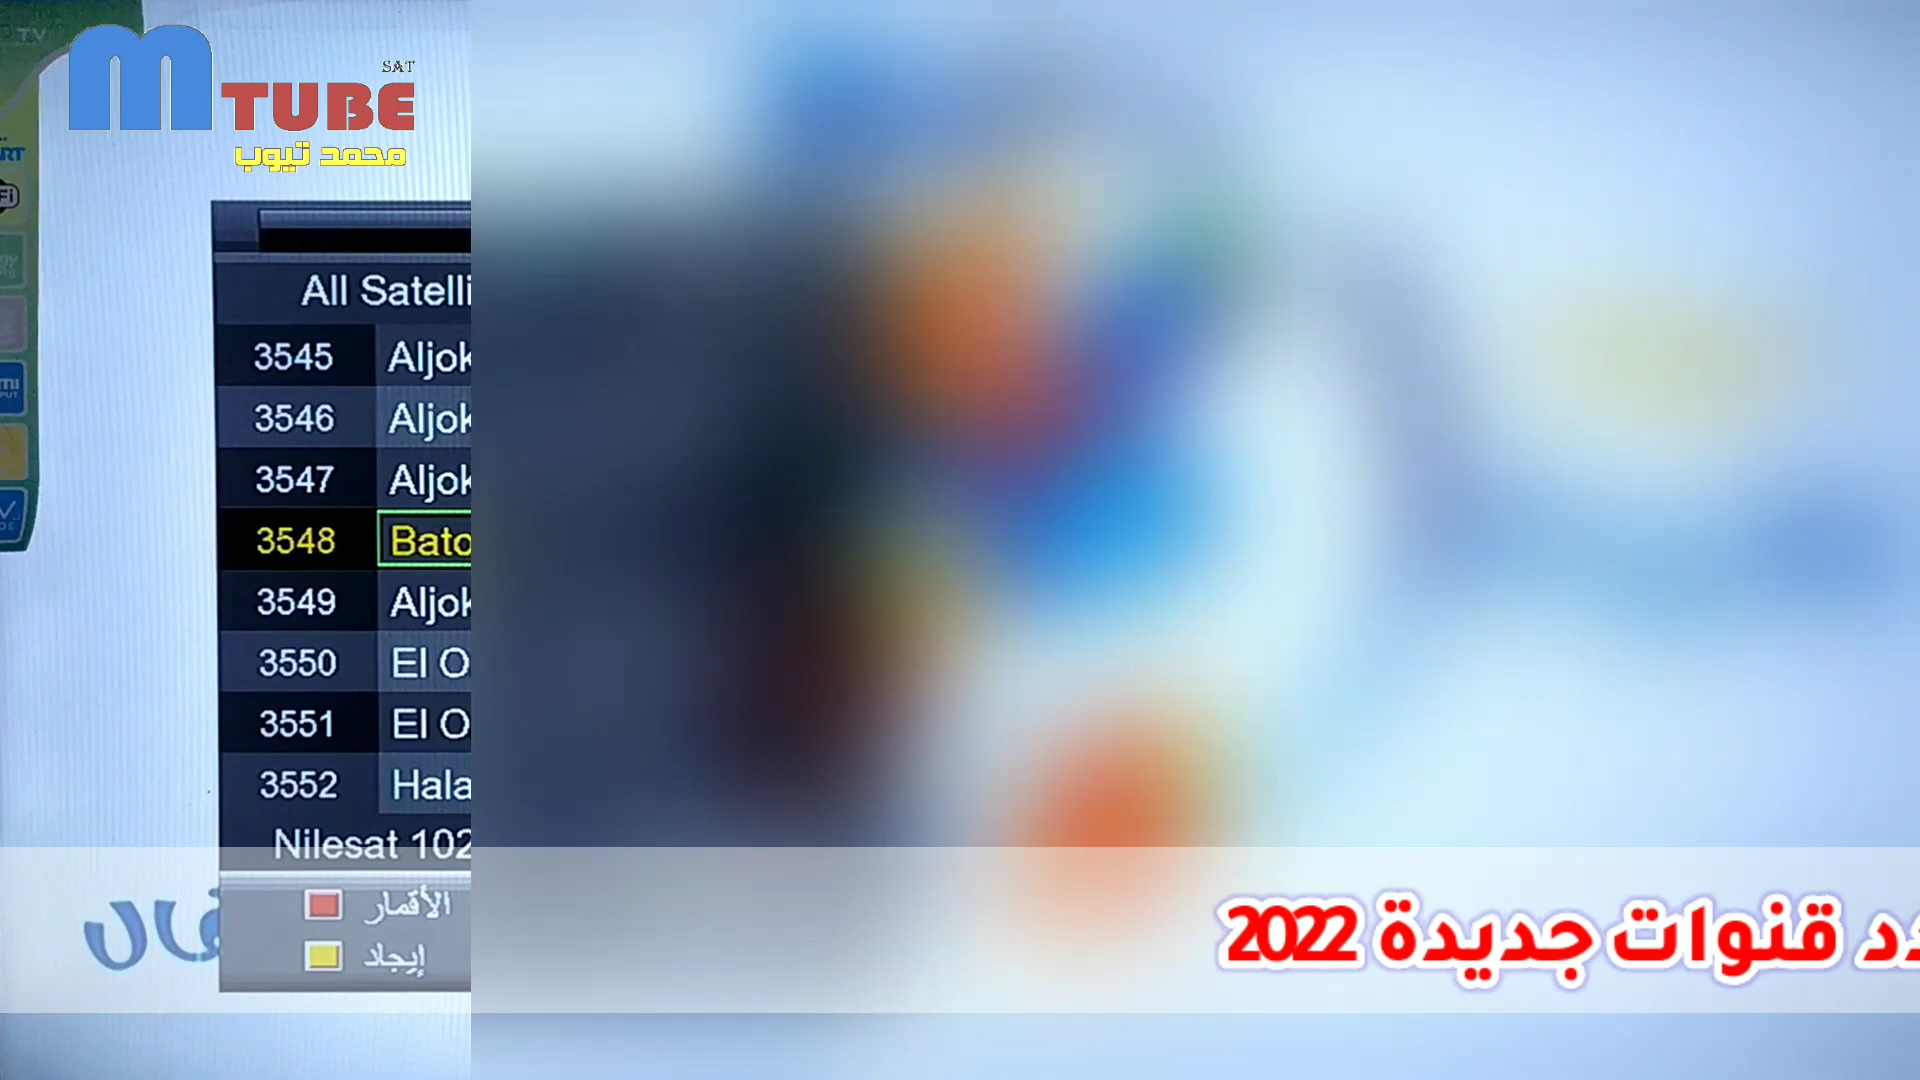 SAT
TUBE
محمد تيوب
All Satelli
3545 Aljok
3546 Aljok
3547 Aljok
3548 Bato
3549 Aljok
3550 El O
3551 El O
3552 Hala
Nilesat 102
الأقمار
إيجاد
قنوات جديدة 2022